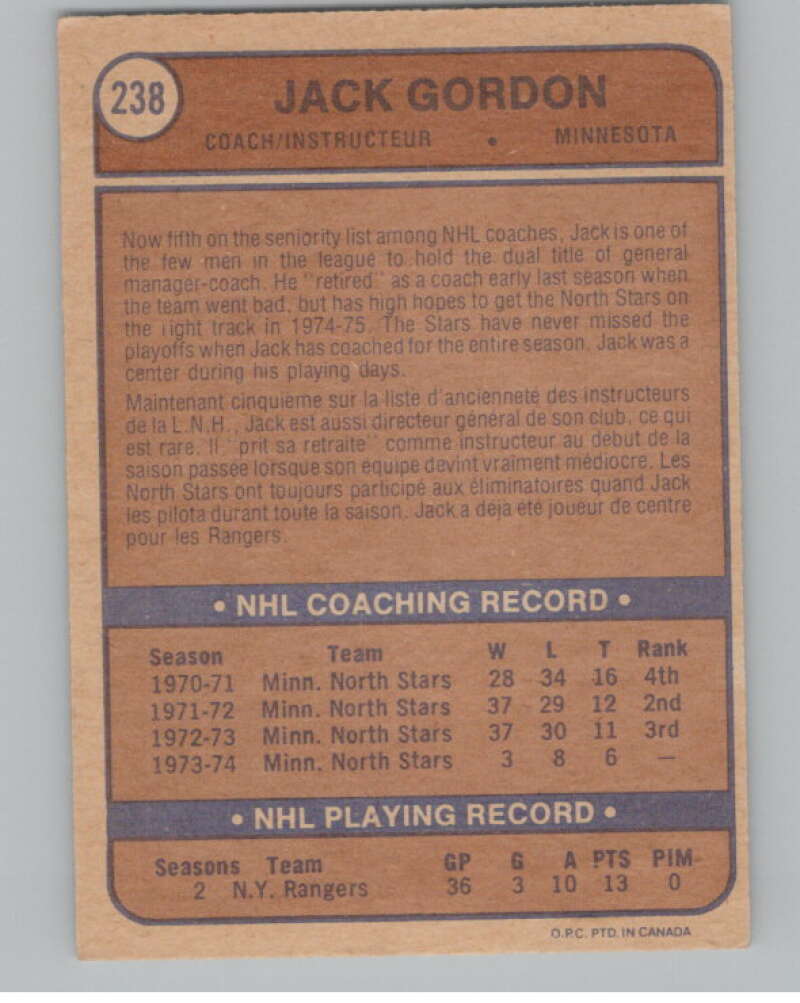 238
JACK GORDON
COACH/INSTRUCTEUR • MINNESOTA
Now fifth on the seniority list among NHL coaches, Jack is one of
the few men in the league to hold the dual title of general
manager-coach. He "retired" as a coach early last season when
the team went bad, but has high hopes to get the North Stars on
the right track in 1974-75. The Stars have never missed the
playoffs when Jack has coached for the entire season. Jack was a
center during his playing days.
Maintenant cinquième sur la liste d'ancienneté des instructeurs
de la L.N.H., Jack est aussi directeur général de son club, ce qui
est rare. Il "prit sa retraite" comme instructeur au début de la
saison passée lorsque son équipe devint vraiment médiocre. Les
North Stars ont toujours participé aux éliminatoires quand Jack
les pilota durant toute la saison. Jack a déjà été joueur de centre
pour les Rangers.
• NHL COACHING RECORD •
Season Team W L T Rank
1970-71 Minn. North Stars 28 34 16 4th
1971-72 Minn. North Stars 37 29 12 2nd
1972-73 Minn. North Stars 37 30 11 3rd
1973-74 Minn. North Stars 3 8 6 —
• NHL PLAYING RECORD •
Seasons Team GP G A PTS PIM
2 N.Y. Rangers 36 3 10 13 0
O.P.C. PTD. IN CANADA